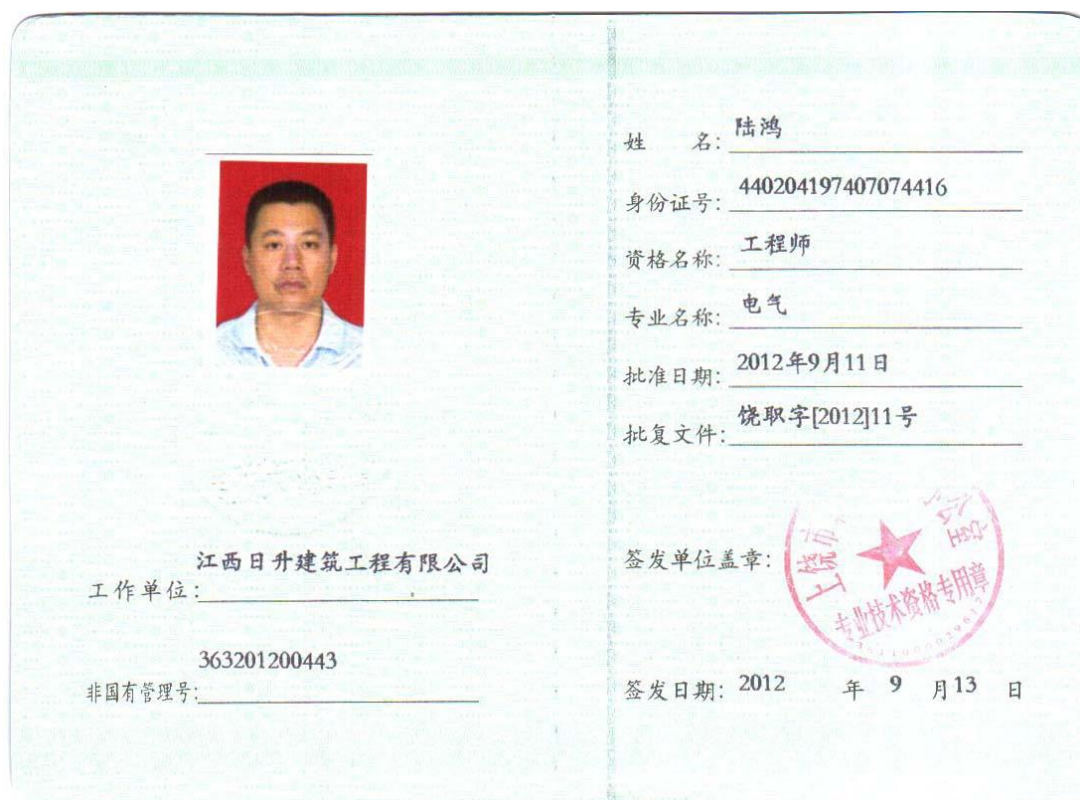 江西日升建筑工程有限公司
工作单位:
363201200443
非国有管理号:
姓 名: 陆鸿
身份证号: 440204197407074416
资格名称: 工程师
专业名称: 电气
批准日期: 2012年9月11日
批复文件: 饶职字[2012]11号
签发单位盖章:
上饶市
专业技术资格专用章
签发日期: 2012 年 9 月 13 日